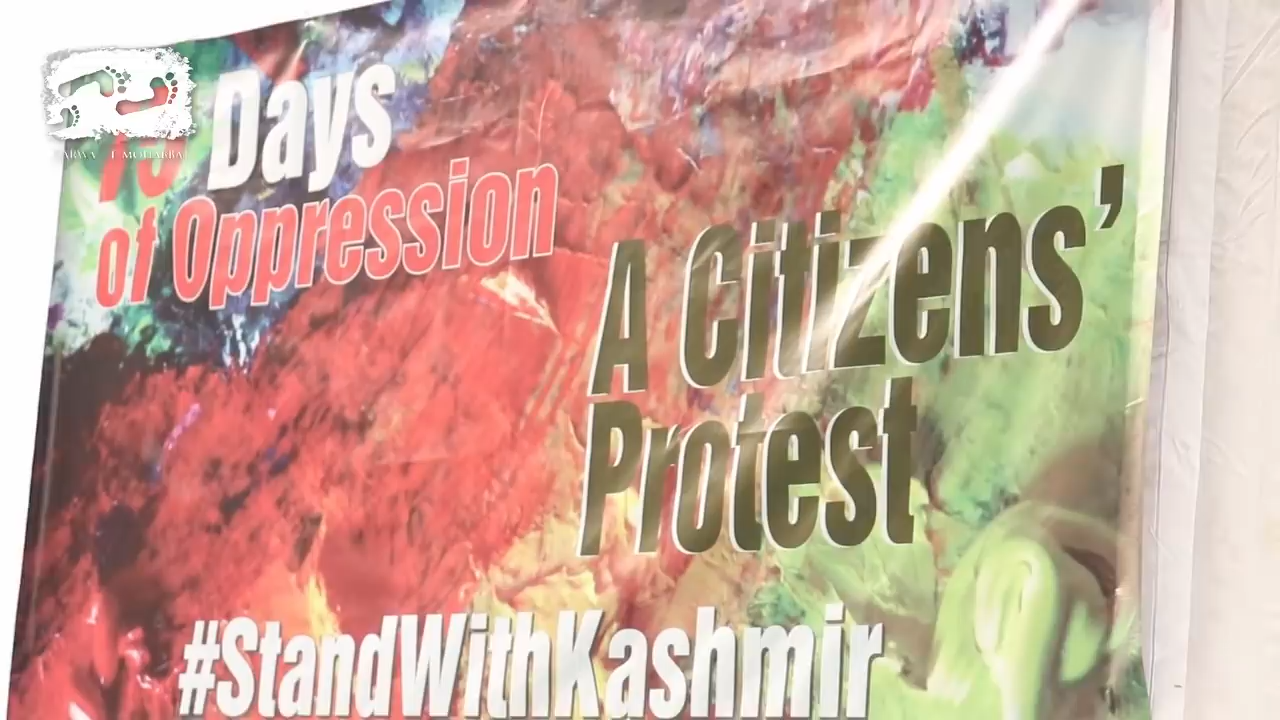 Days
of Oppression
A Citizens’
Protest
#StandWithKashmir